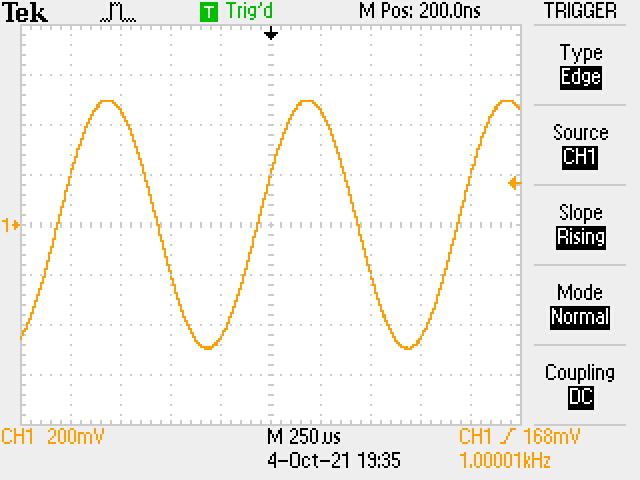 Tek T Trig'd M Pos: 200.0ns TRIGGER
Type
Edge
Source
CH1
Slope
Rising
Mode
Normal
Coupling
DC
1
CH1 200mV M 250µs CH1 168mV
4-Oct-21 19:35 1.00001kHz